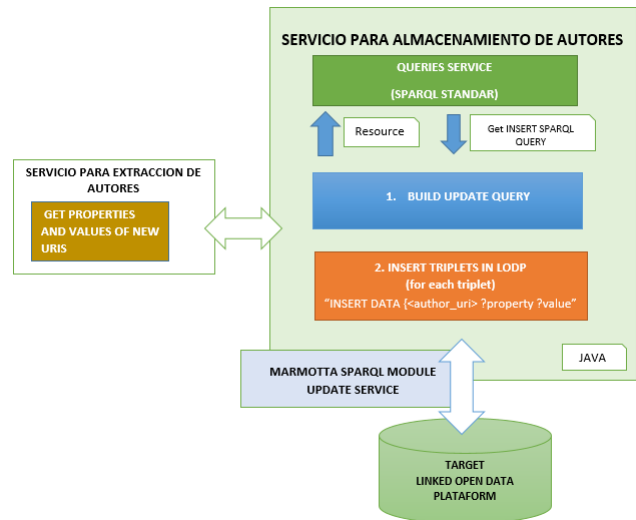 SERVICIO PARA ALMACENAMIENTO DE AUTORES
QUERIES SERVICE
(SPARQL STANDAR)
Resource
Get INSERT SPARQL
QUERY
SERVICIO PARA EXTRACCION DE
AUTORES
GET PROPERTIES
AND VALUES OF NEW
URIS
1. BUILD UPDATE QUERY
2. INSERT TRIPLETS IN LODP
(for each triplet)
“INSERT DATA {<author_uri> ?property ?value”
JAVA
MARMOTTA SPARQL MODULE
UPDATE SERVICE
TARGET
LINKED OPEN DATA
PLATAFORM